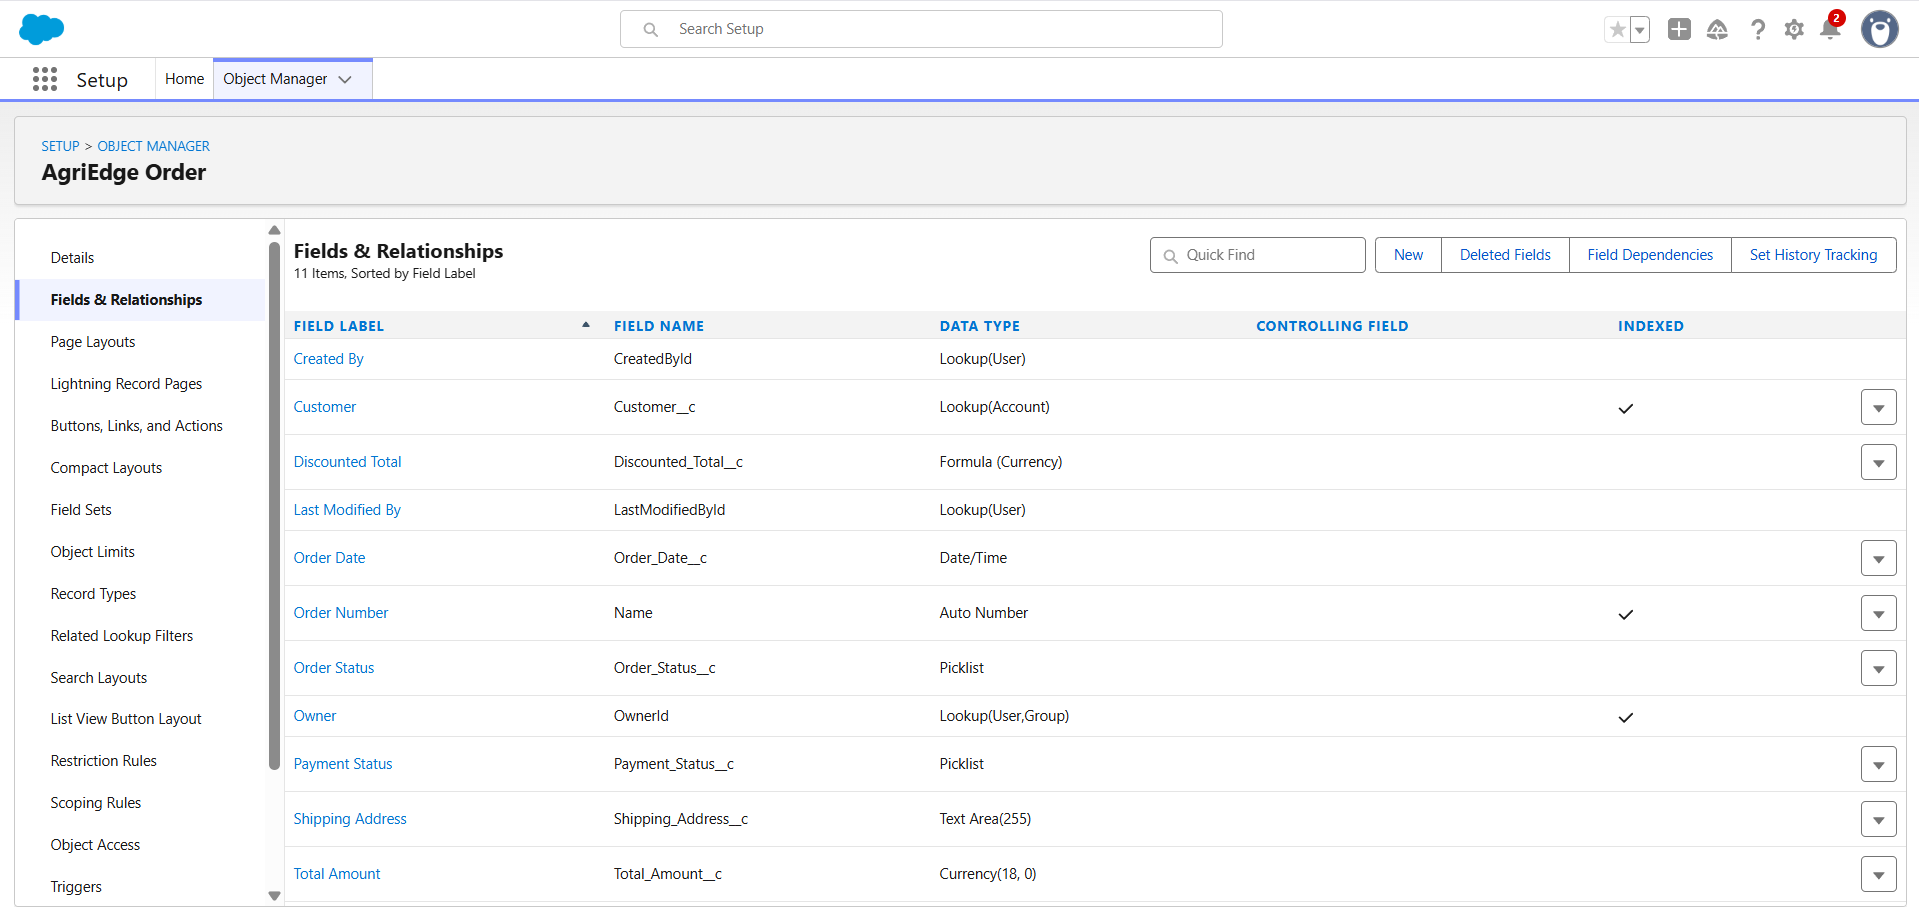 Search Setup
2
Setup
Home
Object Manager
SETUP > OBJECT MANAGER
AgriEdge Order
Details
Fields & Relationships
Page Layouts
Lightning Record Pages
Buttons, Links, and Actions
Compact Layouts
Field Sets
Object Limits
Record Types
Related Lookup Filters
Search Layouts
List View Button Layout
Restriction Rules
Scoping Rules
Object Access
Triggers
Fields & Relationships
11 Items, Sorted by Field Label
Quick Find
New
Deleted Fields
Field Dependencies
Set History Tracking
FIELD LABEL FIELD NAME DATA TYPE CONTROLLING FIELD INDEXED
Created By CreatedById Lookup(User)
Customer Customer__c Lookup(Account)
Discounted Total Discounted_Total__c Formula (Currency)
Last Modified By LastModifiedById Lookup(User)
Order Date Order_Date__c Date/Time
Order Number Name Auto Number
Order Status Order_Status__c Picklist
Owner OwnerId Lookup(User,Group)
Payment Status Payment_Status__c Picklist
Shipping Address Shipping_Address__c Text Area(255)
Total Amount Total_Amount__c Currency(18, 0)